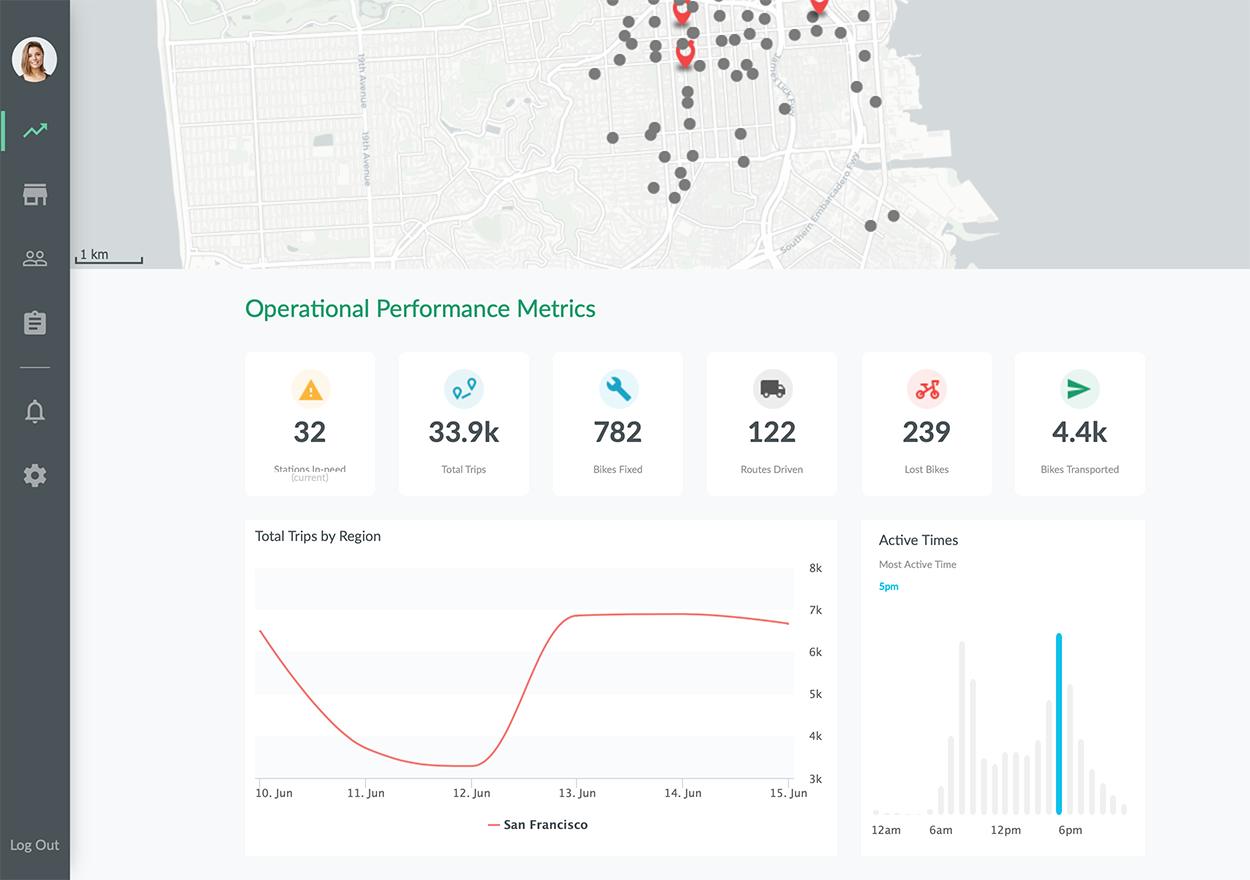 19th Avenue
19th Avenue
James Lick Fwy
Southern Embarcadero Fwy
1 km
Operational Performance Metrics
32
Stations In-need
(current)
33.9k
Total Trips
782
Bikes Fixed
122
Routes Driven
239
Lost Bikes
4.4k
Bikes Transported
Total Trips by Region
8k
7k
6k
5k
4k
3k
10. Jun 11. Jun 12. Jun 13. Jun 14. Jun 15. Jun
San Francisco
Active Times
Most Active Time
5pm
12am 6am 12pm 6pm
Log Out